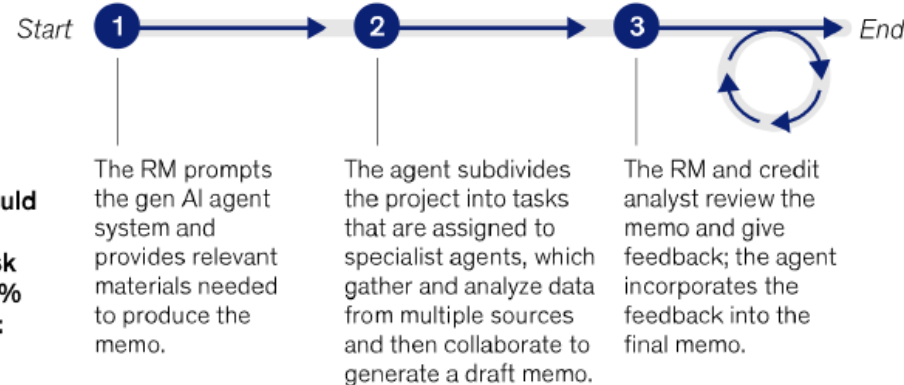 Start 1 2 3 End
The RM prompts
the gen AI agent
system and
provides relevant
materials needed
to produce the
memo.
The agent subdivides
the project into tasks
that are assigned to
specialist agents, which
gather and analyze data
from multiple sources
and then collaborate to
generate a draft memo.
The RM and credit
analyst review the
memo and give
feedback; the agent
incorporates the
feedback into the
final memo.